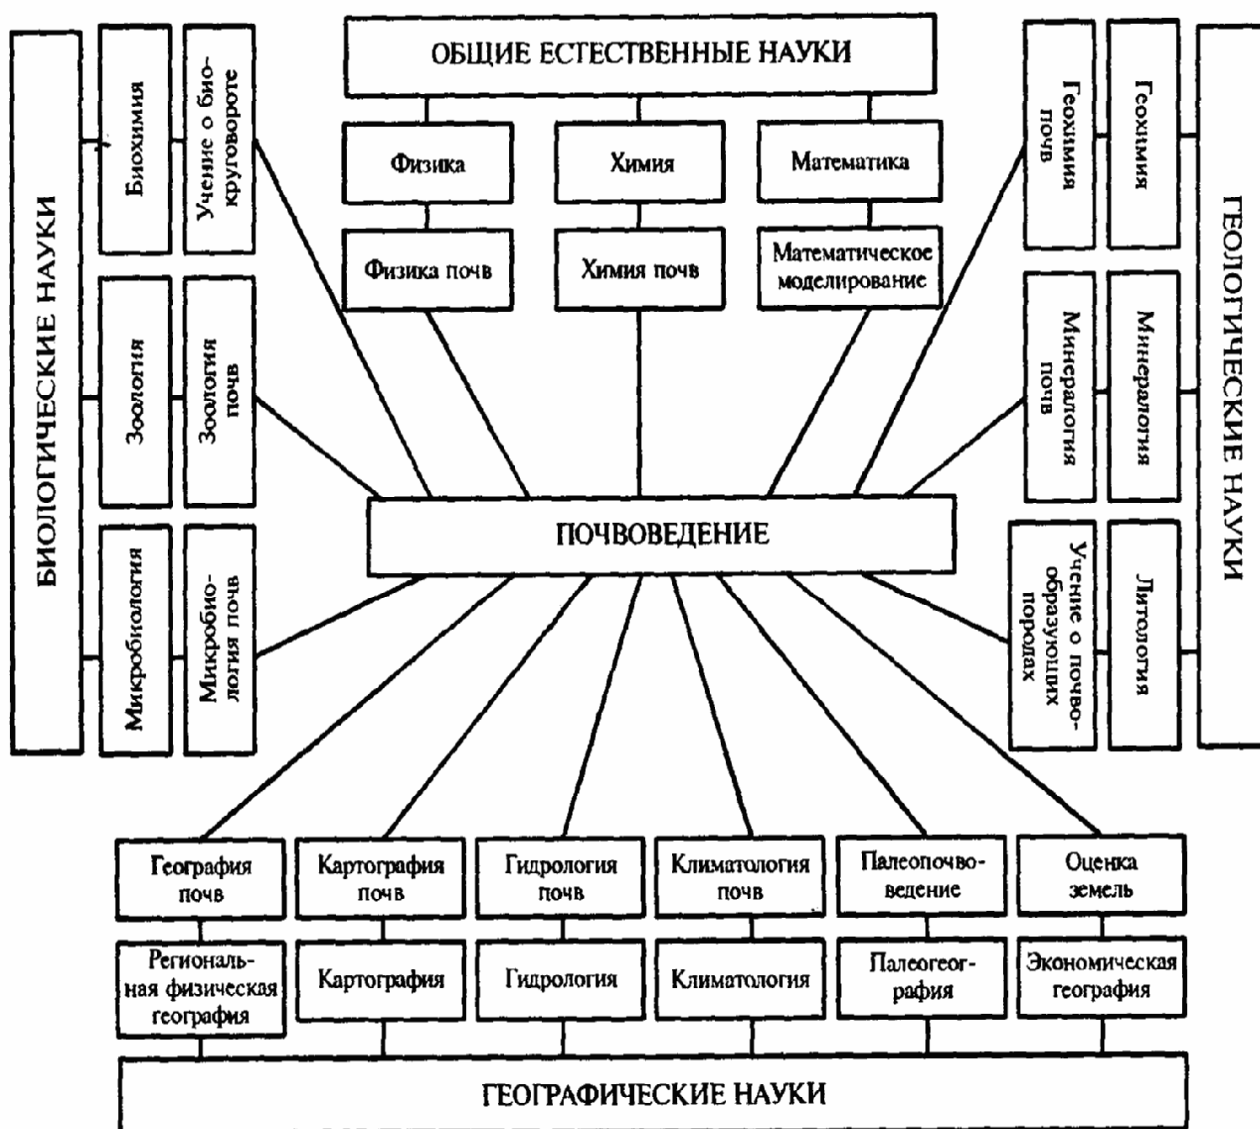 ОБЩИЕ ЕСТЕСТВЕННЫЕ НАУКИ
Физика
Химия
Математика
Физика почв
Химия почв
Математическое
моделирование
БИОЛОГИЧЕСКИЕ НАУКИ
Биохимия
Учение о био-
круговороте
Зоология
Зоология
почв
Микробиология
Микробио-
логия почв
ПОЧВОВЕДЕНИЕ
Геохимия
почв
Геохимия
Минералогия
почв
Минералогия
Учение о почво-
образующих
породах
Литология
ГЕОЛОГИЧЕСКИЕ НАУКИ
География
почв
Картография
почв
Гидрология
почв
Климатология
почв
Палеопочво-
ведение
Оценка
земель
Региональ-
ная физическая
география
Картография
Гидрология
Климатология
Палеогеог-
рафия
Экономическая
география
ГЕОГРАФИЧЕСКИЕ НАУКИ